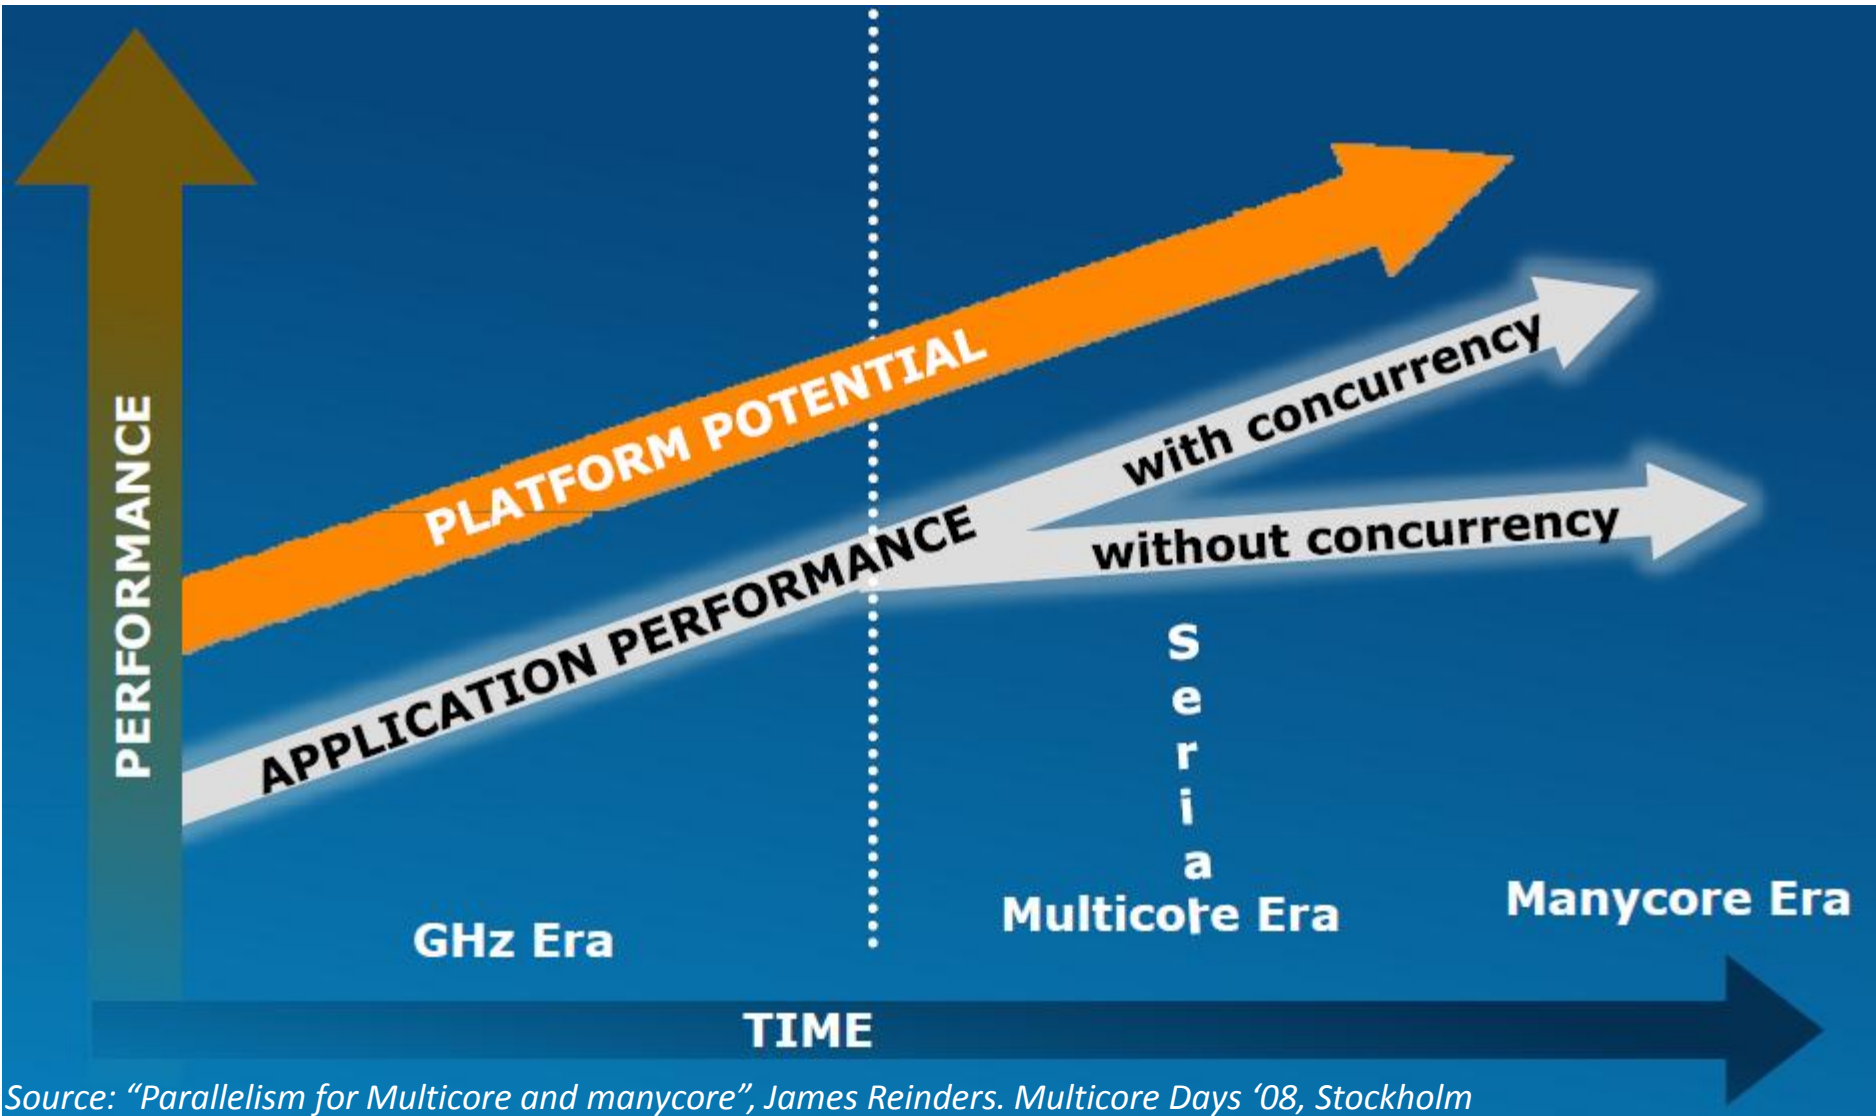 PERFORMANCE
PLATFORM POTENTIAL
APPLICATION PERFORMANCE
with concurrency
without concurrency
Serial
GHz Era
Multicore Era
Manycore Era
TIME
Source: “Parallelism for Multicore and manycore”, James Reinders. Multicore Days ‘08, Stockholm